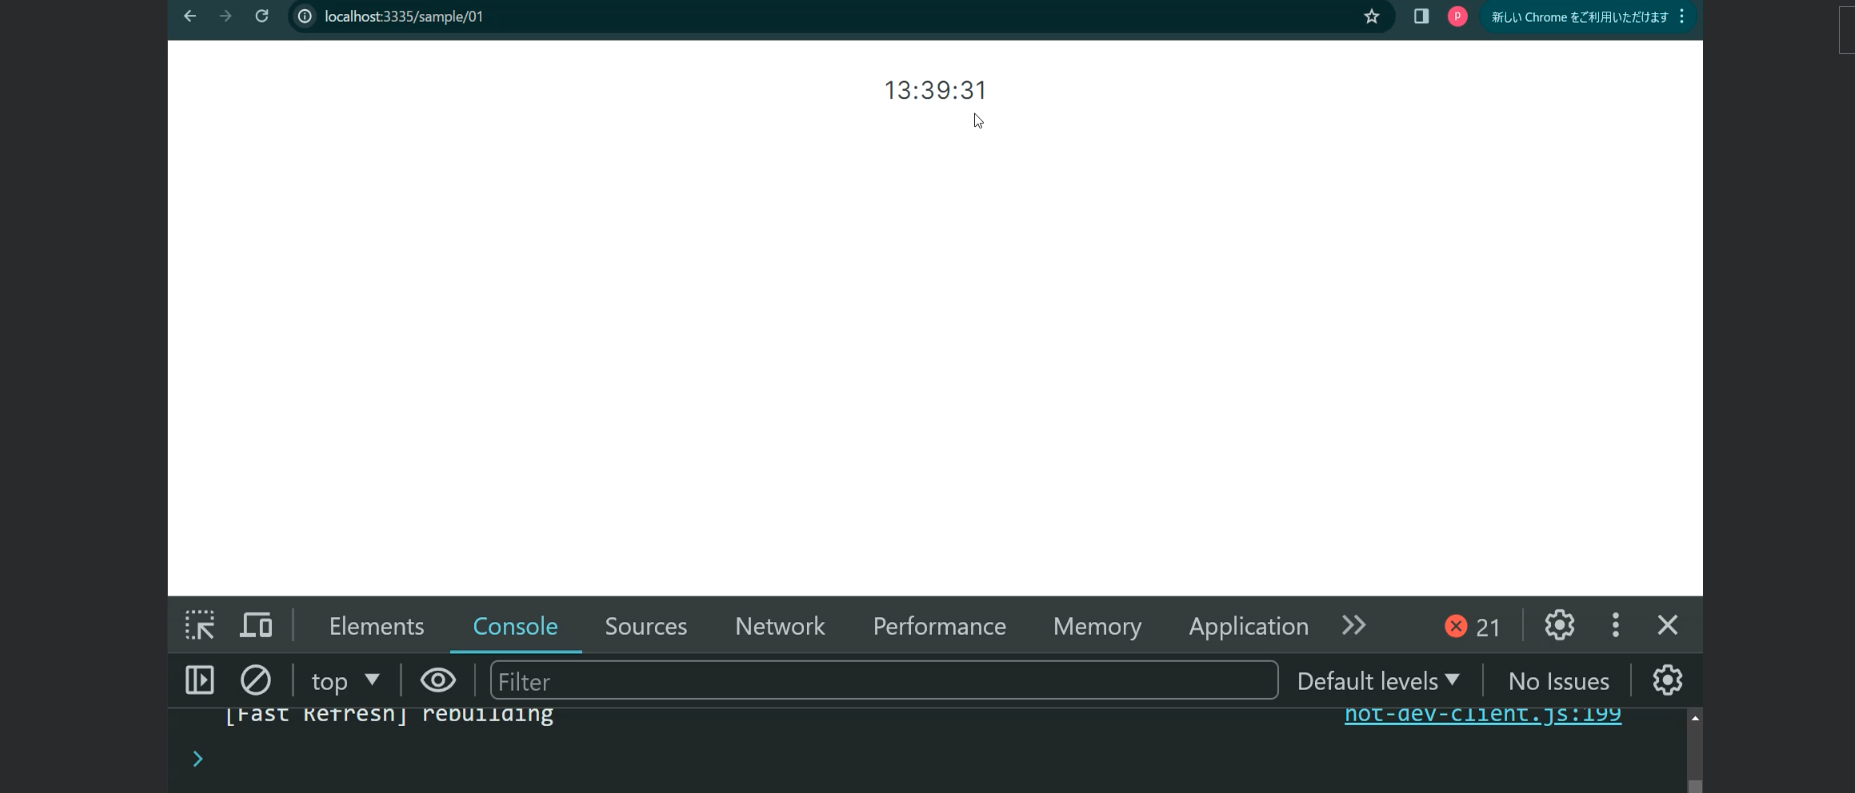 localhost:3335/sample/01
P
新しい Chrome をご利用いただけます
13:39:31
Elements Console Sources Network Performance Memory Application 21
top Filter Default levels No Issues
[Fast Refresh] rebuilding hot-dev-client.js:199